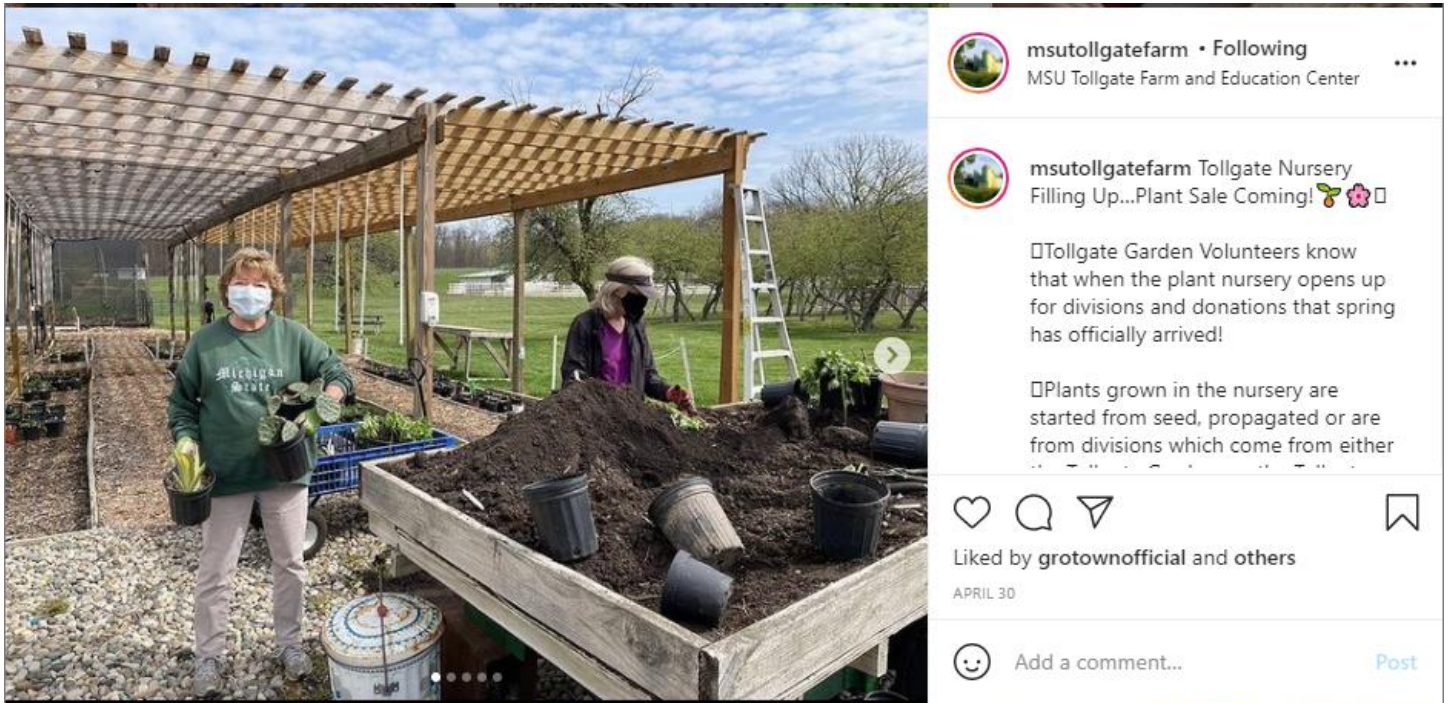 msutollgatefarm • Following
MSU Tollgate Farm and Education Center
msutollgatefarm Tollgate Nursery
Filling Up...Plant Sale Coming!🌱🌸▯
▯Tollgate Garden Volunteers know
that when the plant nursery opens up
for divisions and donations that spring
has officially arrived!
▯Plants grown in the nursery are
started from seed, propagated or are
from divisions which come from either
Michigan
State
Liked by grotownofficial and others
APRIL 30
Add a comment...
Post